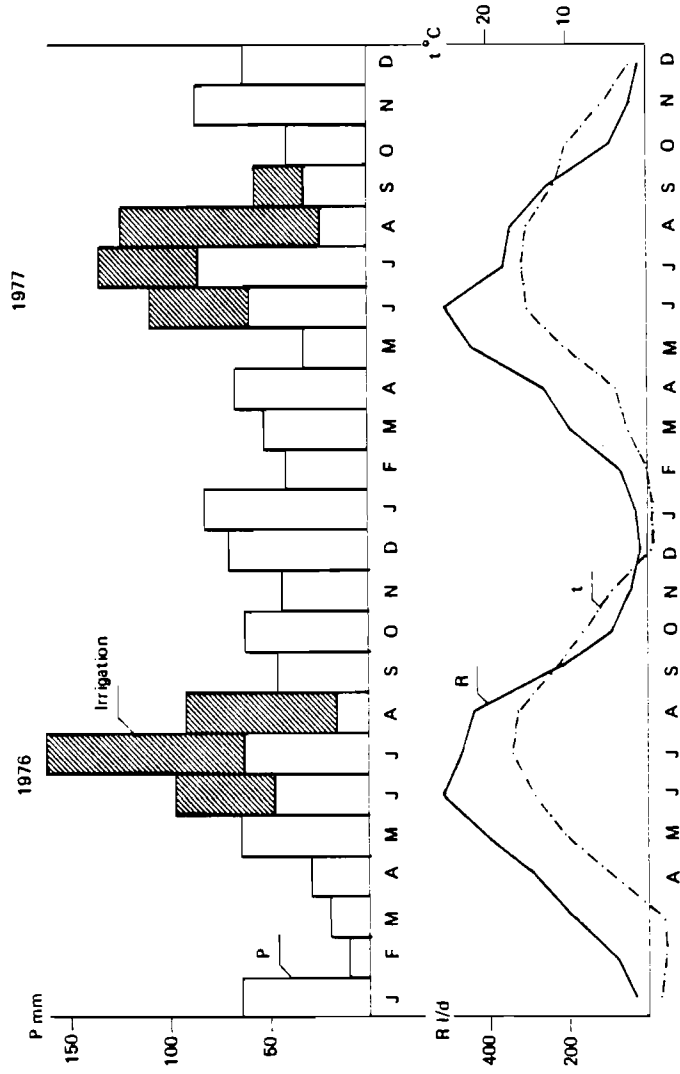 1976 1977
P mm
Irrigation
150
100
P
50
J F M A M J J A S O N D J F M A M J J A S O N D
R l/d
t °C
400
R
20
200
t
10
A M J J A S O N D J F M A M J J A S O N D